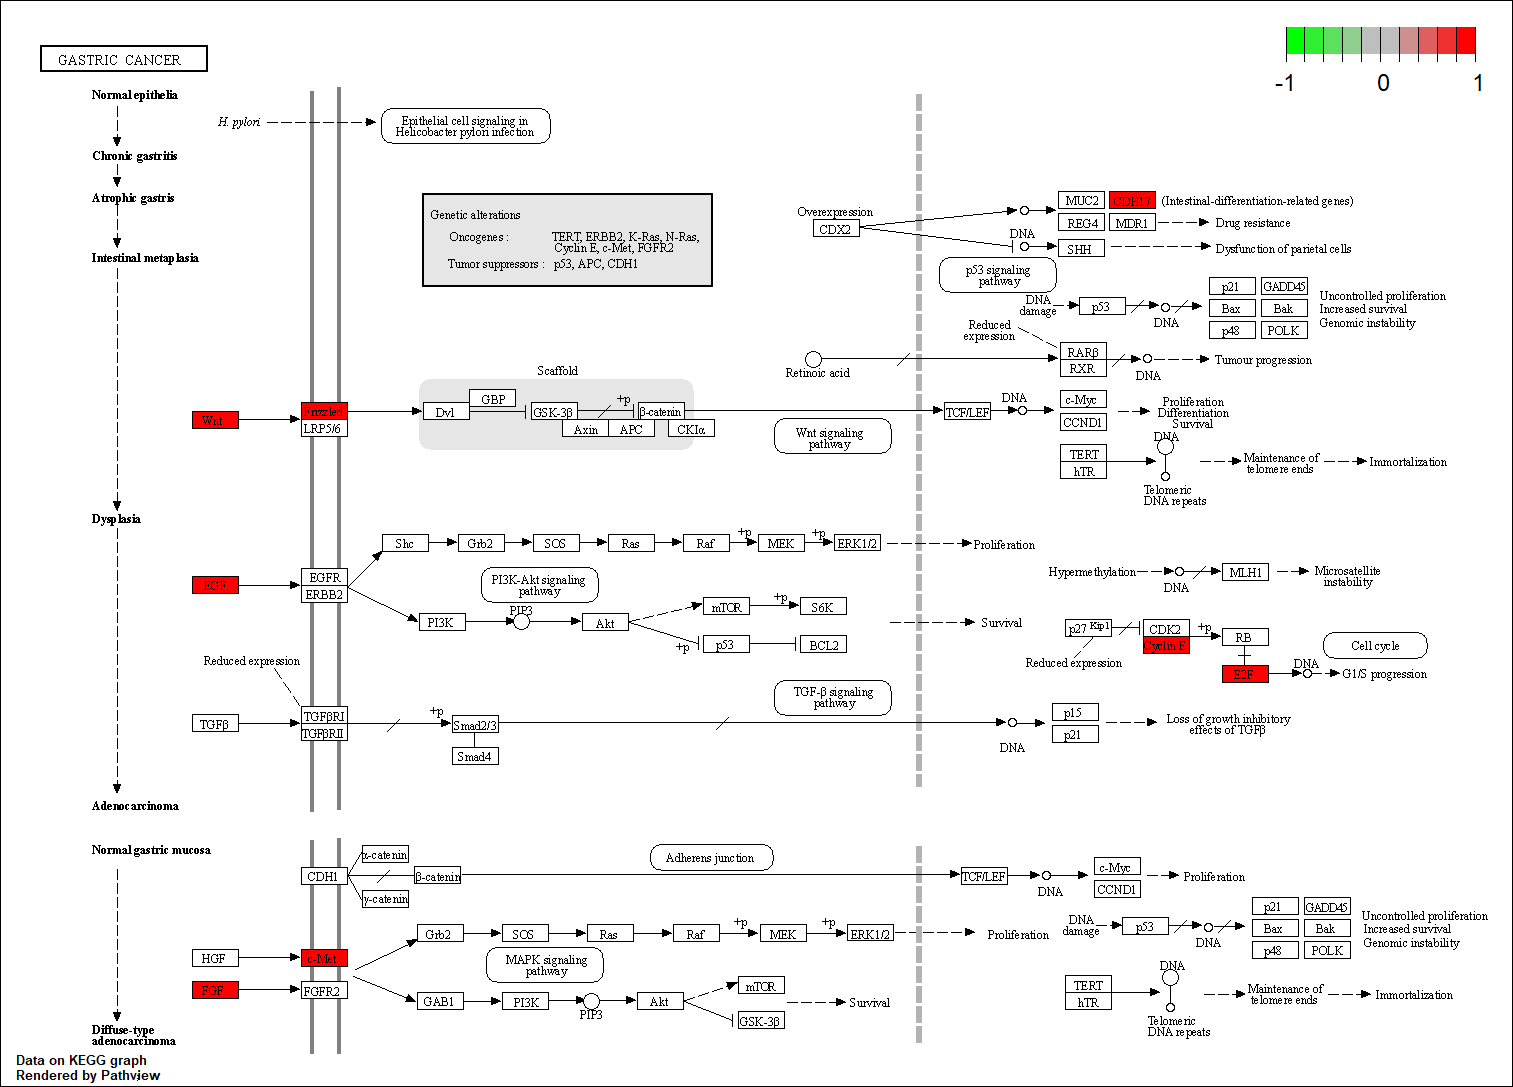 GASTRIC CANCER
-1 0 1
Normal epithelia
H. pylori
Epithelial cell signaling in
Helicobacter pylori infection
Chronic gastritis
Atrophic gastris
Intestinal metaplasia
Dysplasia
Adenocarcinoma
Genetic alterations
Oncogenes : TERT, ERBB2, K-Ras, N-Ras,
Cyclin E, c-Met, FGFR2
Tumor suppressors : p53, APC, CDH1
Overexpression
CDX2
MUC2 CDH17 (Intestinal-differentiation-related genes)
REG4 MDR1 Drug resistance
DNA
SHH Dysfunction of parietal cells
p53 signaling
pathway
DNA
damage
p53
DNA
p21 GADD45
Bax Bak
p48 POLK
Uncontrolled proliferation
Increased survival
Genomic instability
Reduced
expression
Retinoic acid
RARβ
RXR
DNA
Tumour progression
Scaffold
Wnt
Frizzled
LRP5/6
Dvl
GBP
GSK-3β
+p
β-catenin
Axin APC CKIα
Wnt signaling
pathway
TCF/LEF
DNA
c-Myc
CCND1
Proliferation
Differentiation
Survival
TERT
hTR
DNA
Telomeric
DNA repeats
Maintenance of
telomere ends
Immortalization
EGF
EGFR
ERBB2
Shc Grb2 SOS Ras Raf +p MEK +p ERK1/2
Proliferation
PI3K-Akt signaling
pathway
PI3K
PIP3
Akt
mTOR +p S6K
+p p53 BCL2
Survival
Hypermethylation
DNA
MLH1
Microsatellite
instability
p27 Kip1
Reduced expression
CDK2
Cyclin E
+p
RB
E2F
DNA
Cell cycle
G1/S progression
Reduced expression
TGFβ
TGFβRI
TGFβRII
+p
Smad2/3
Smad4
TGF-β signaling
pathway
DNA
p15
p21
Loss of growth inhibitory
effects of TGFβ
Normal gastric mucosa
Diffuse-type
adenocarcinoma
CDH1
α-catenin
β-catenin
γ-catenin
Adherens junction
TCF/LEF
DNA
c-Myc
CCND1
Proliferation
HGF
c-Met
FGF
FGFR2
Grb2 SOS Ras Raf +p MEK +p ERK1/2
Proliferation
MAPK signaling
pathway
GAB1 PI3K
PIP3
Akt
mTOR
GSK-3β
Survival
DNA
damage
p53
DNA
p21 GADD45
Bax Bak
p48 POLK
Uncontrolled proliferation
Increased survival
Genomic instability
TERT
hTR
DNA
Telomeric
DNA repeats
Maintenance of
telomere ends
Immortalization
Data on KEGG graph
Rendered by Pathview